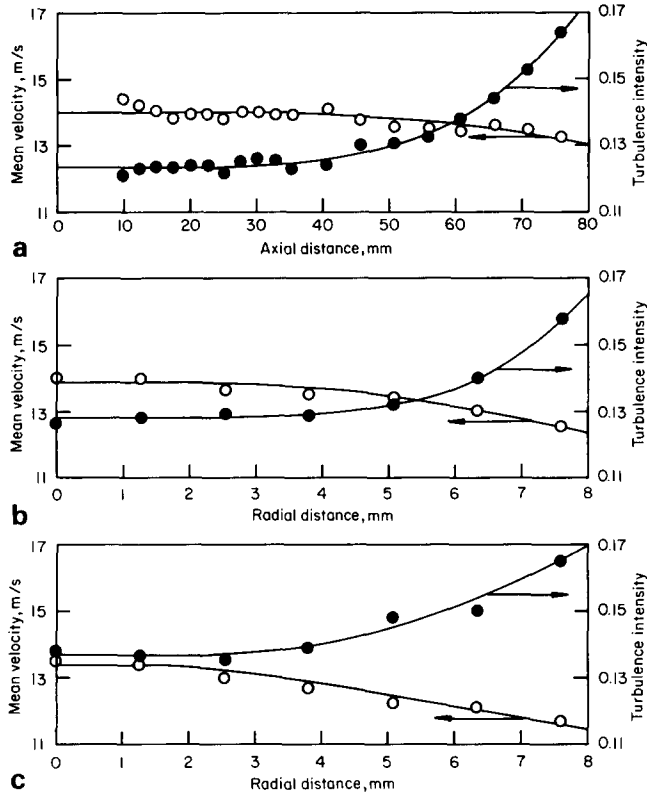 17
15
13
11
Mean velocity, m/s
0.17
0.15
0.13
0.11
Turbulence intensity
0 10 20 30 40 50 60 70 80
Axial distance, mm
a
17
15
13
11
Mean velocity, m/s
0.17
0.15
0.13
0.11
Turbulence intensity
0 1 2 3 4 5 6 7 8
Radial distance, mm
b
17
15
13
11
Mean velocity, m/s
0.17
0.15
0.13
0.11
Turbulence intensity
0 1 2 3 4 5 6 7 8
Radial distance, mm
c